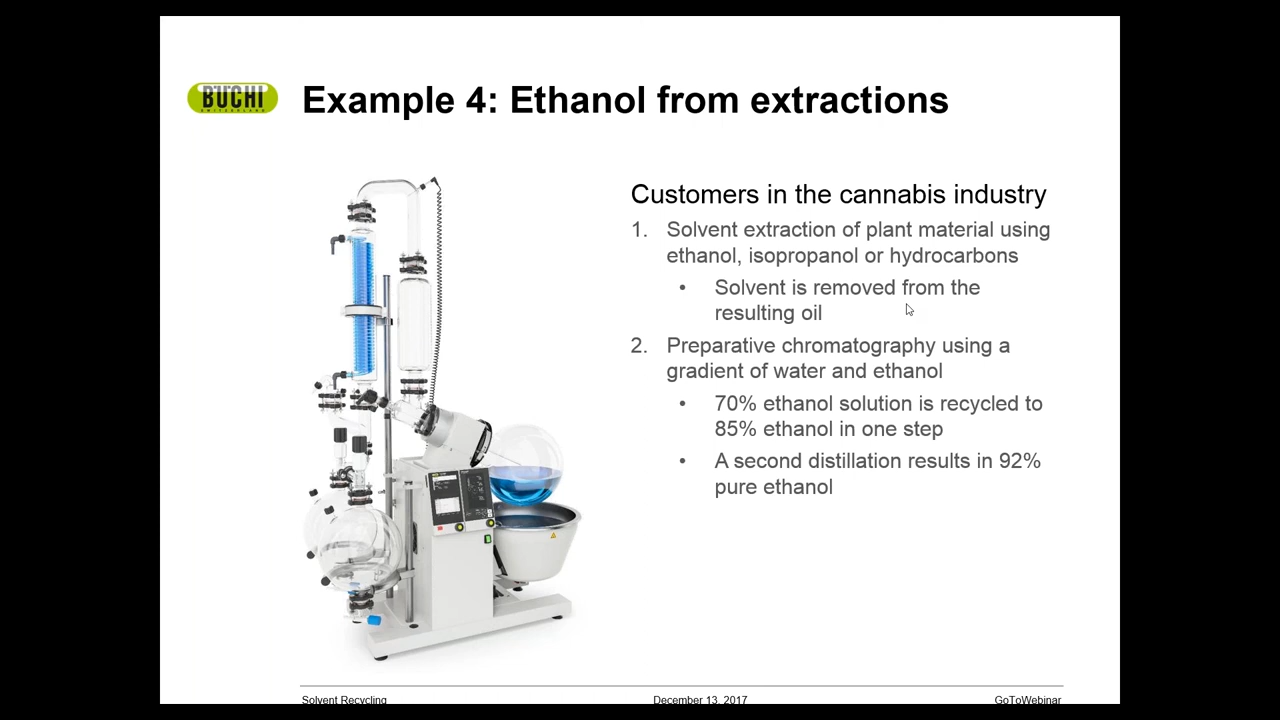 BUCHI
SWITZERLAND
Example 4: Ethanol from extractions
Customers in the cannabis industry
1. Solvent extraction of plant material using
ethanol, isopropanol or hydrocarbons
• Solvent is removed from the
resulting oil
2. Preparative chromatography using a
gradient of water and ethanol
• 70% ethanol solution is recycled to
85% ethanol in one step
• A second distillation results in 92%
pure ethanol
Solvent Recycling
December 13, 2017
GoToWebinar